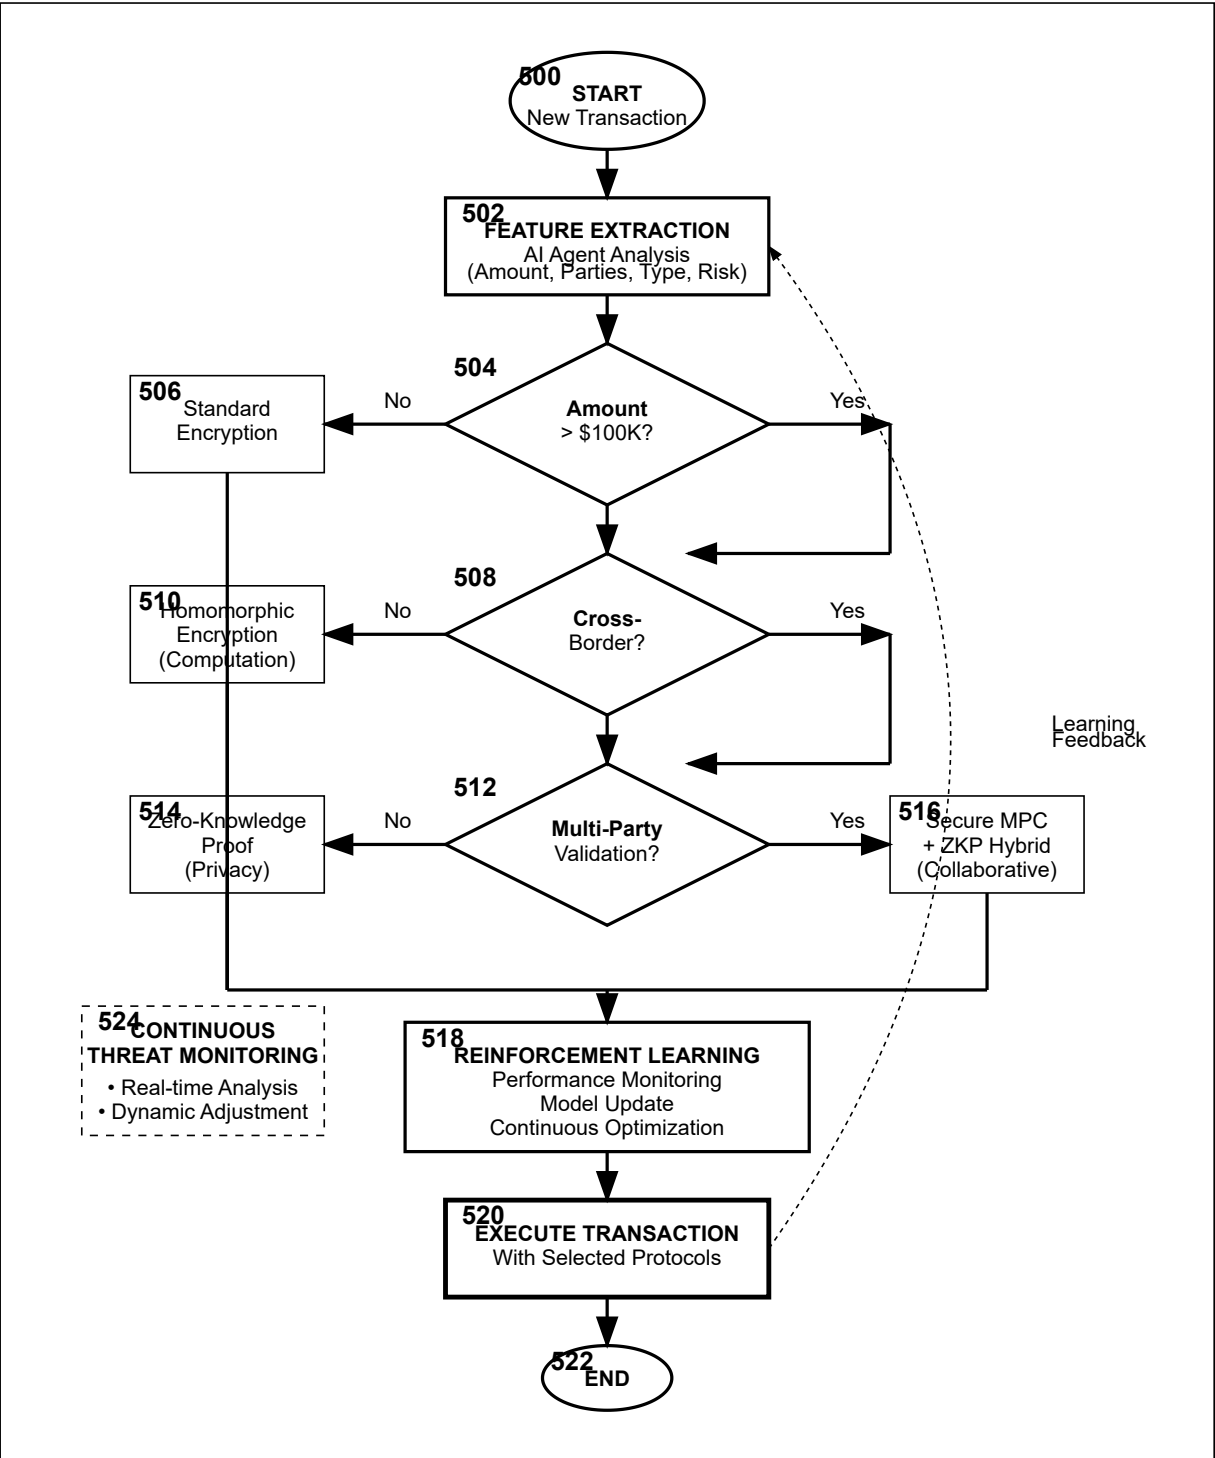 500
START
New Transaction
502
FEATURE EXTRACTION
AI Agent Analysis
(Amount, Parties, Type, Risk)
504
Amount
> $100K?
No
Yes
506
Standard
Encryption
508
Cross-
Border?
No
Yes
510
Homomorphic
Encryption
(Computation)
Learning
Feedback
512
Multi-Party
Validation?
No
Yes
514
Zero-Knowledge
Proof
(Privacy)
516
Secure MPC
+ ZKP Hybrid
(Collaborative)
524
CONTINUOUS
THREAT MONITORING
• Real-time Analysis
• Dynamic Adjustment
518
REINFORCEMENT LEARNING
Performance Monitoring
Model Update
Continuous Optimization
520
EXECUTE TRANSACTION
With Selected Protocols
522
END